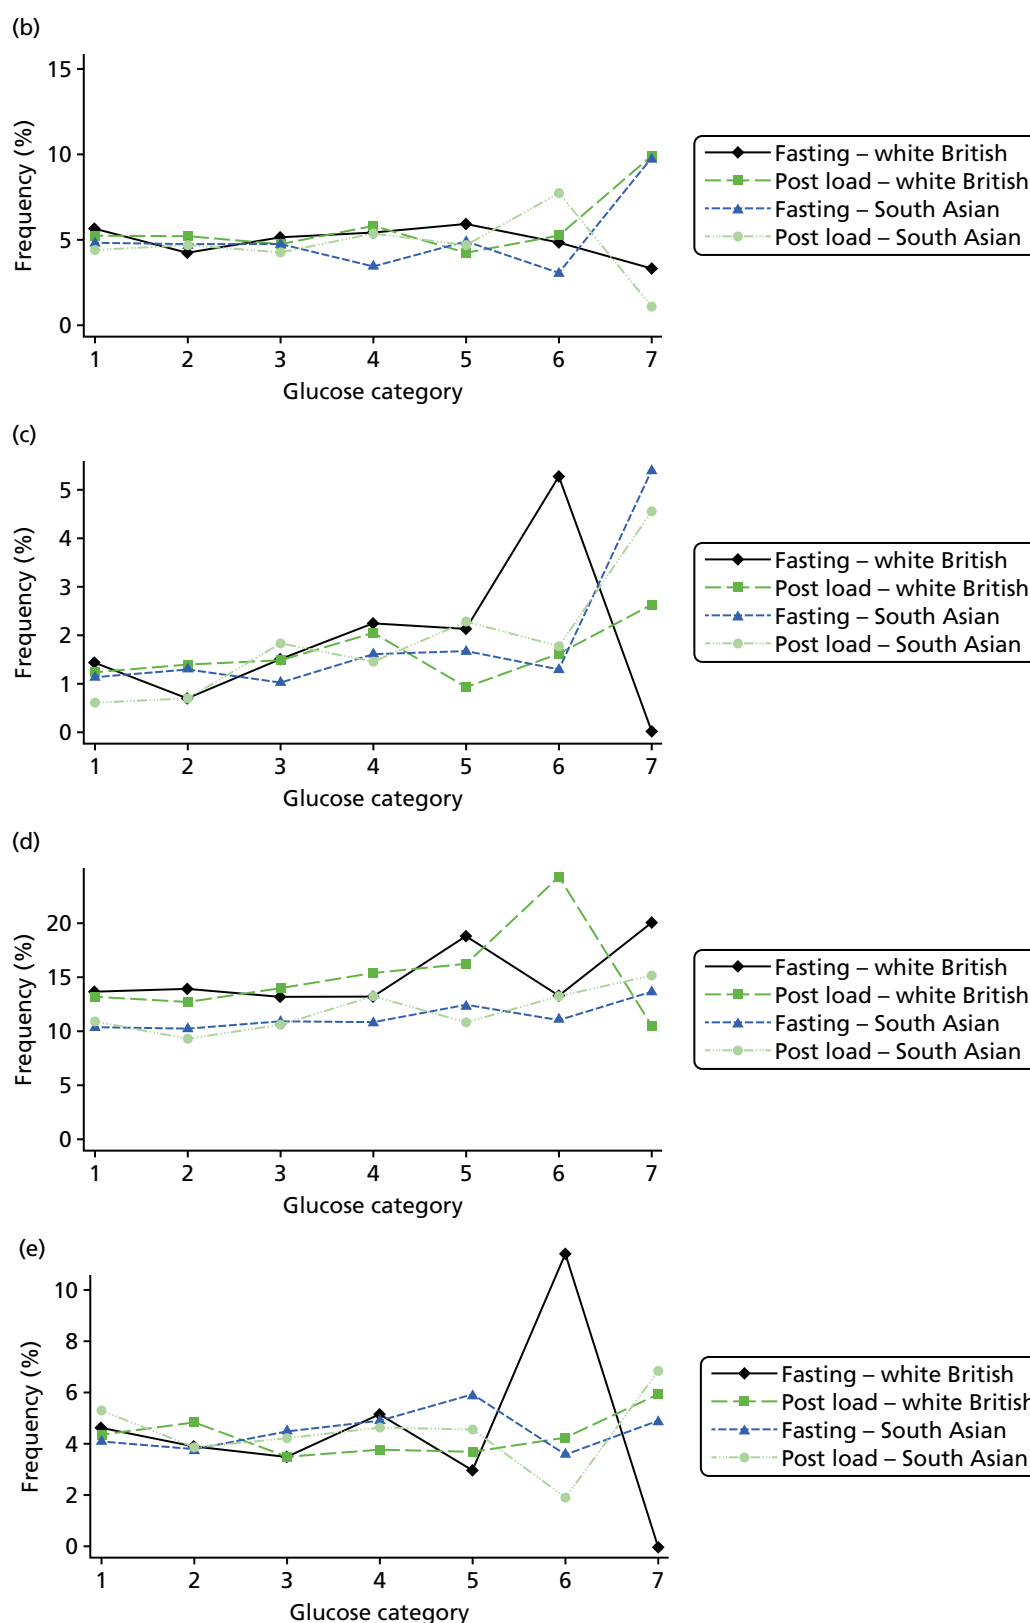 (b)
15
10
5
0
Frequency (%)
1 2 3 4 5 6 7
Glucose category
Fasting – white British
Post load – white British
Fasting – South Asian
Post load – South Asian
(c)
5
4
3
2
1
0
Frequency (%)
1 2 3 4 5 6 7
Glucose category
Fasting – white British
Post load – white British
Fasting – South Asian
Post load – South Asian
(d)
20
15
10
5
0
Frequency (%)
1 2 3 4 5 6 7
Glucose category
Fasting – white British
Post load – white British
Fasting – South Asian
Post load – South Asian
(e)
10
8
6
4
2
0
Frequency (%)
1 2 3 4 5 6 7
Glucose category
Fasting – white British
Post load – white British
Fasting – South Asian
Post load – South Asian